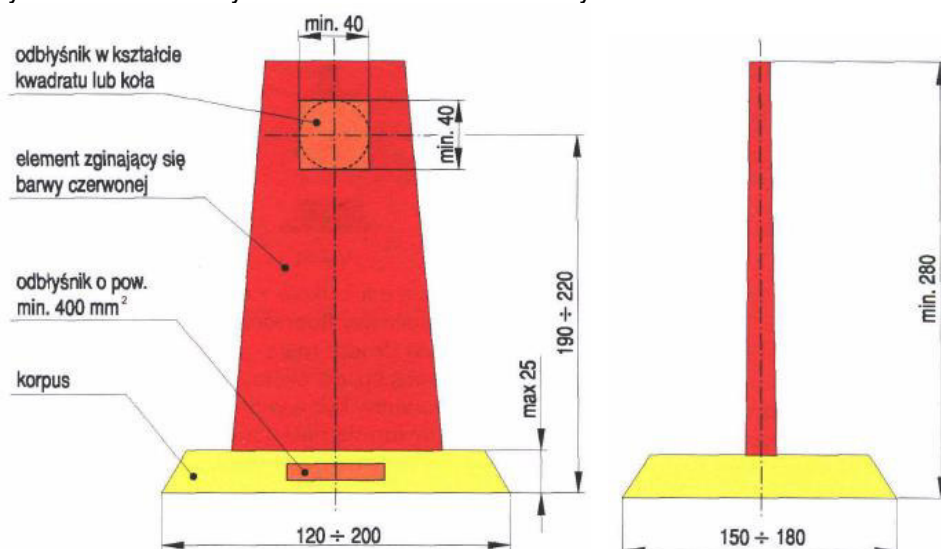 min. 40
odbłyśnik w kształcie
kwadratu lub koła
min. 40
element zginający się
barwy czerwonej
odbłyśnik o pow.
min. 400 mm²
korpus
190 ÷ 220
max 25
120 ÷ 200
min. 280
150 ÷ 180